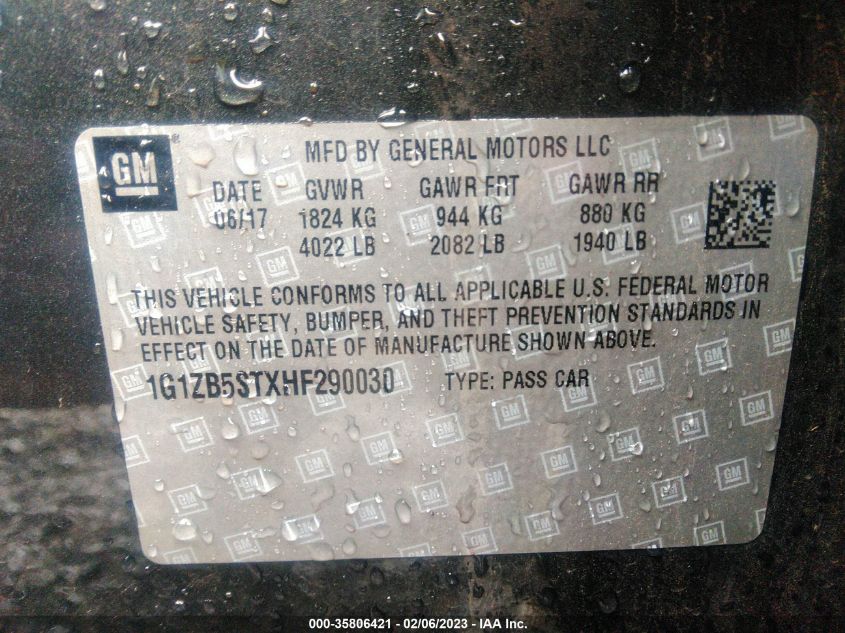 GM
MFD BY GENERAL MOTORS LLC
DATE GVWR GAWR FRT GAWR RR
06/17 1824 KG 944 KG 880 KG
4022 LB 2082 LB 1940 LB
THIS VEHICLE CONFORMS TO ALL APPLICABLE U.S. FEDERAL MOTOR
VEHICLE SAFETY, BUMPER, AND THEFT PREVENTION STANDARDS IN
EFFECT ON THE DATE OF MANUFACTURE SHOWN ABOVE.
1G1ZB5STXHF290030 TYPE: PASS CAR
000-35806421 - 02/06/2023 - IAA Inc.